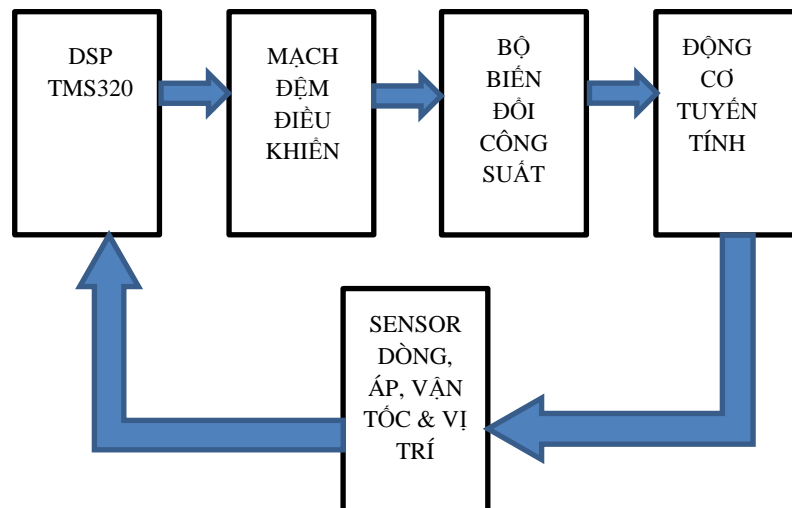 DSP
TMS320
MẠCH
ĐỆM
ĐIỀU
KHIỂN
BỘ
BIẾN
ĐỔI
CÔNG
SUẤT
ĐỘNG
CƠ
TUYẾN
TÍNH
SENSOR
DÒNG,
ÁP, VẬN
TỐC & VỊ
TRÍ